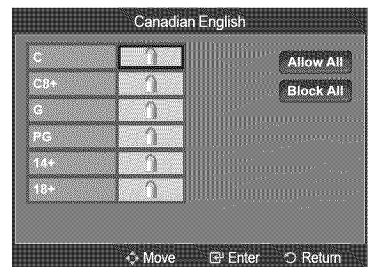 Canadian English
C
C8+
G
PG
14+
18+
Allow All
Block All
Move Enter Return